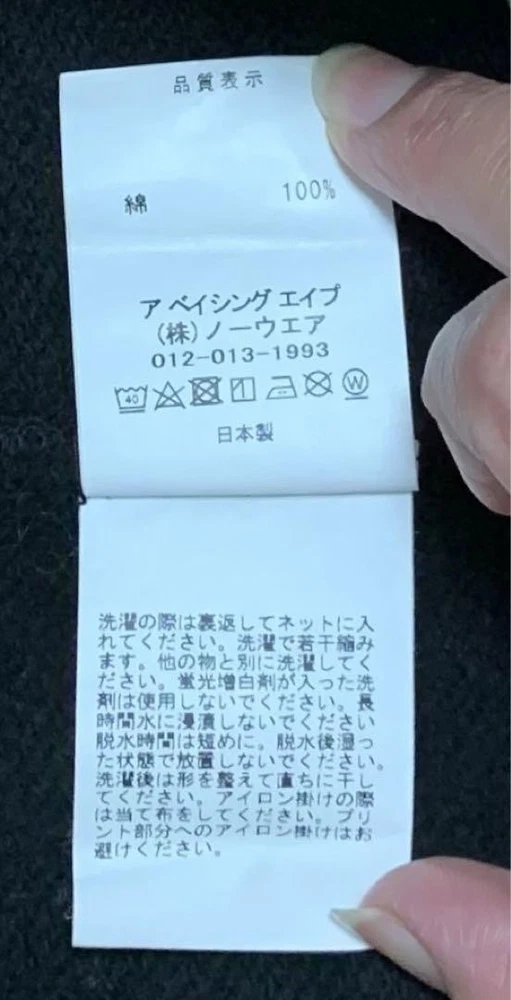 品質表示
綿 100%
ア ベイシング エイプ
(株)ノーウエア
012-013-1993
40 W
日本製
洗濯の際は裏返してネットに入
れてください。洗濯で若干縮み
ます。他の物と別に洗濯してく
ださい。蛍光増白剤が入った洗
剤は使用しないでください。長
時間水に浸漬しないでください
脱水時間は短めに。脱水後湿っ
た状態で放置しないでください。
洗濯後は形を整えて直ちに干し
てください。アイロン掛けの際
は当て布をしてください。プリ
ント部分へのアイロン掛けはお
避けください。